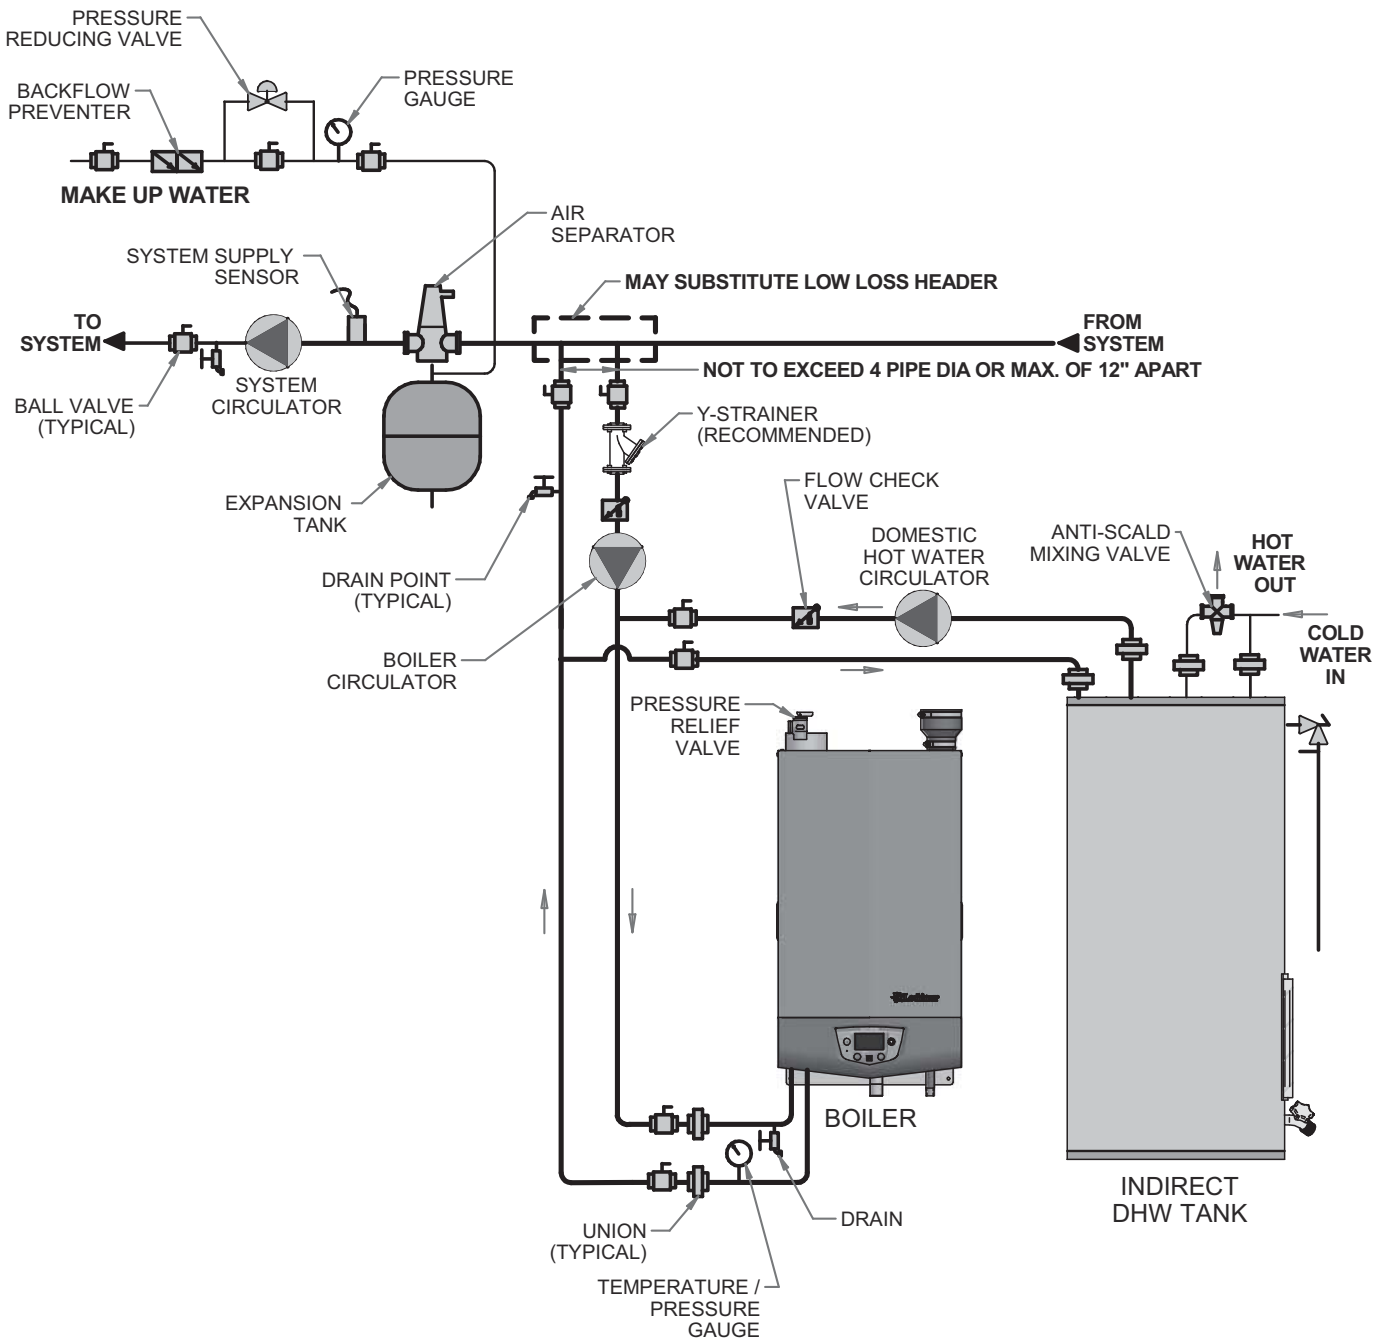 PRESSURE
REDUCING VALVE
BACKFLOW
PREVENTER
PRESSURE
GAUGE
MAKE UP WATER
AIR
SEPARATOR
SYSTEM SUPPLY
SENSOR
MAY SUBSTITUTE LOW LOSS HEADER
TO
SYSTEM
FROM
SYSTEM
NOT TO EXCEED 4 PIPE DIA OR MAX. OF 12" APART
SYSTEM
CIRCULATOR
BALL VALVE
(TYPICAL)
Y-STRAINER
(RECOMMENDED)
EXPANSION
TANK
FLOW CHECK
VALVE
DOMESTIC
HOT WATER
CIRCULATOR
ANTI-SCALD
MIXING VALVE
HOT
WATER
OUT
DRAIN POINT
(TYPICAL)
COLD
WATER
IN
BOILER
CIRCULATOR
PRESSURE
RELIEF
VALVE
BOILER
INDIRECT
DHW TANK
DRAIN
UNION
(TYPICAL)
TEMPERATURE /
PRESSURE
GAUGE